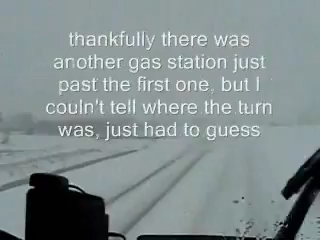 thankfully there was
another gas station just
past the first one, but I
couln't tell where the turn
was, just had to guess